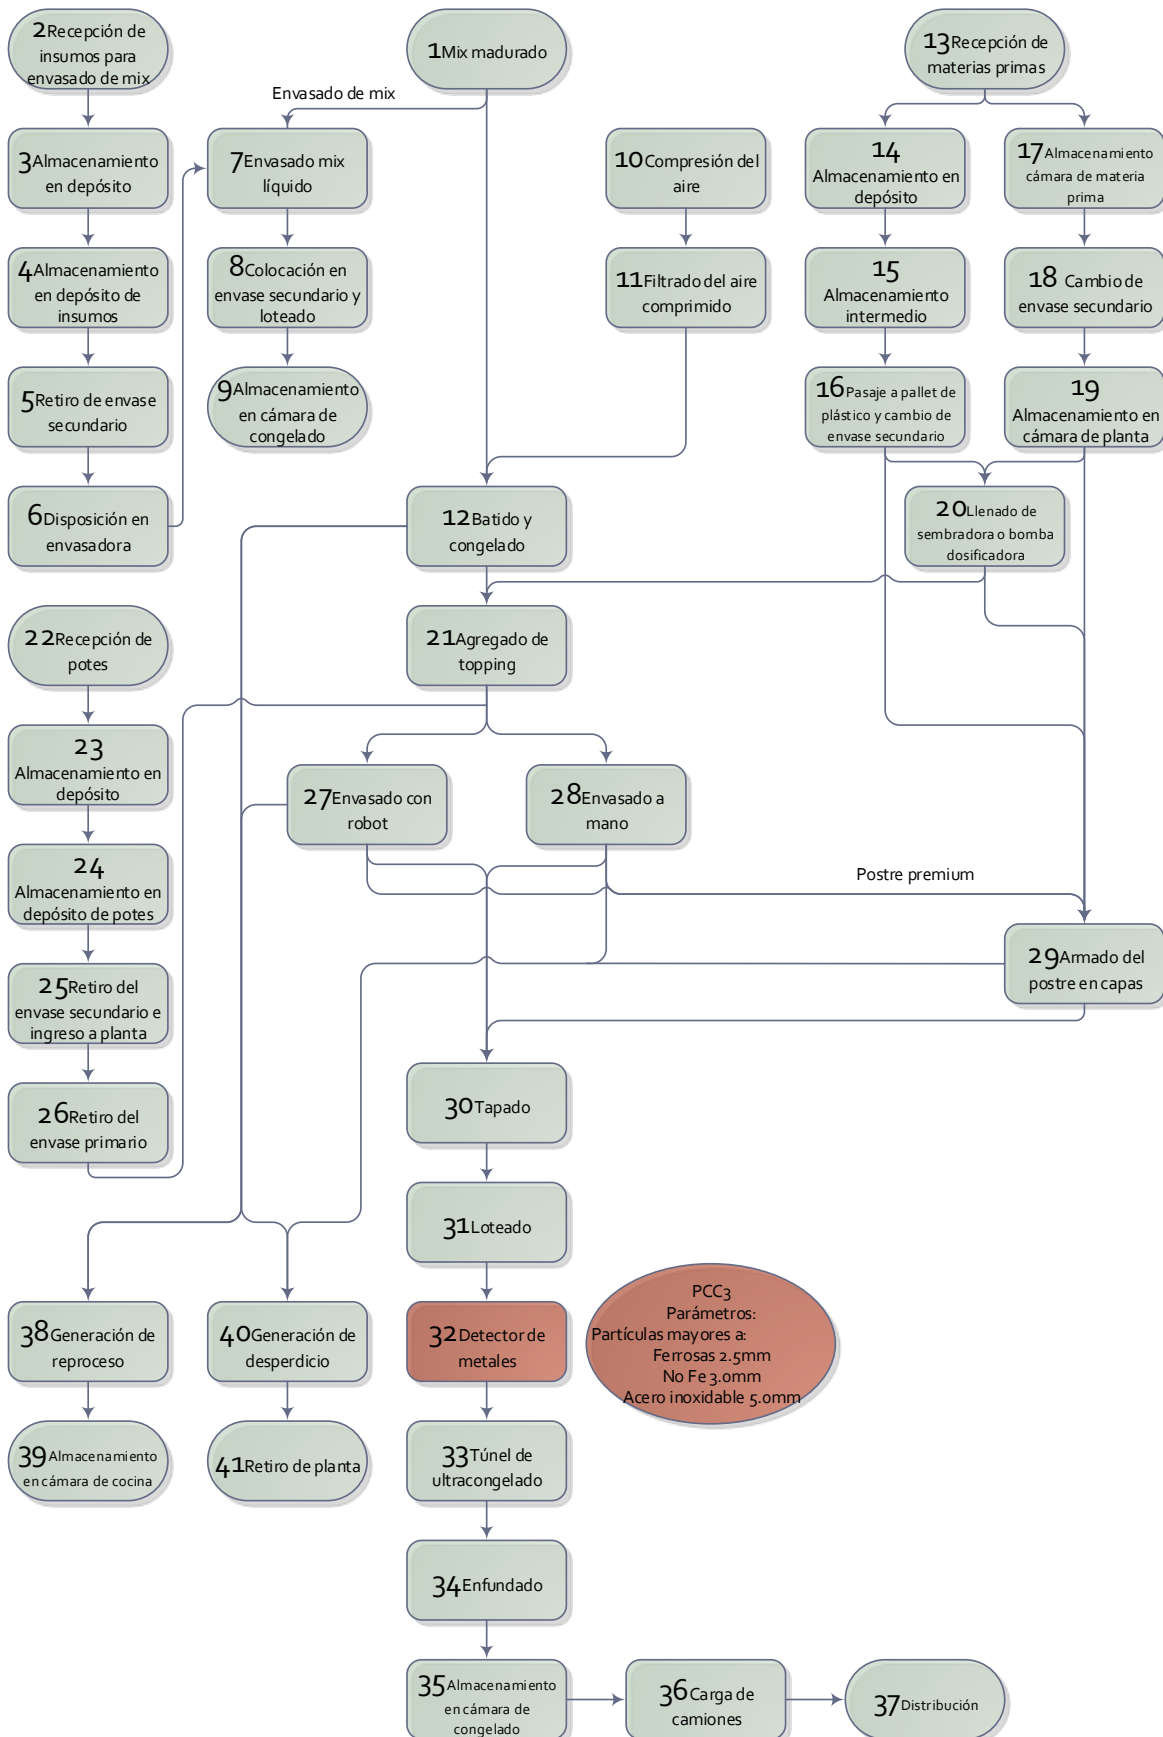 2Recepción de
insumos para
envasado de mix
1Mix madurado
13Recepción de
materias primas
Envasado de mix
3Almacenamiento
en depósito
7Envasado mix
líquido
10Compresión del
aire
14
Almacenamiento en
depósito
17Almacenamiento
cámara de materia
prima
4Almacenamiento
en depósito de
insumos
8Colocación en
envase secundario y
loteado
11Filtrado del aire
comprimido
15
Almacenamiento
intermedio
18 Cambio de
envase secundario
5Retiro de envase
secundario
9Almacenamiento
en cámara de
congelado
16Pasaje a pallet de
plástico y cambio de
envase secundario
19
Almacenamiento en
cámara de planta
6Disposición en
envasadora
12Batido y
congelado
20Llenado de
sembradora o bomba
dosificadora
22Recepción de
potes
21Agregado de
topping
23
Almacenamiento en
depósito
27Envasado con
robot
28Envasado a
mano
24
Almacenamiento en
depósito de potes
Postre premium
25Retiro del
envase secundario e
ingreso a planta
29Armado del
postre en capas
26Retiro del
envase primario
30Tapado
31Loteado
38Generación de
reproceso
40Generación de
desperdicio
32Detector de
metales
PCC3
Parámetros:
Partículas mayores a:
Ferrosas 2.5mm
No Fe 3.0mm
Acero inoxidable 5.0mm
39Almacenamiento
en cámara de cocina
41Retiro de planta
33Túnel de
ultracongelado
34Enfundado
35Almacenamiento
en cámara de
congelado
36Carga de
camiones
37Distribución